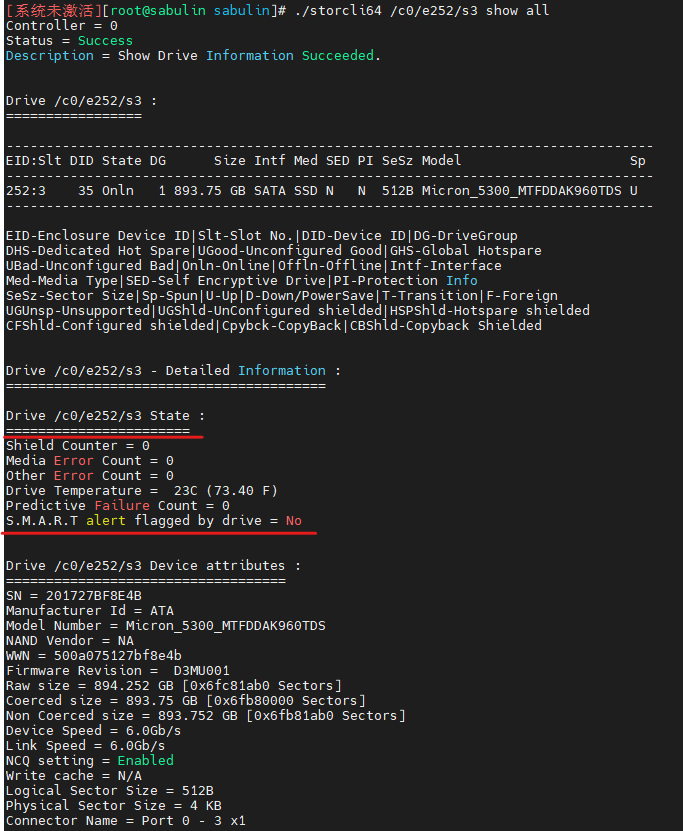 [系统未激活][root@sabulin sabulin]# ./storcli64 /c0/e252/s3 show all
Controller = 0
Status = Success
Description = Show Drive Information Succeeded.
Drive /c0/e252/s3 :
=================
---------------------------------------------------------------------------------
EID:Slt DID State DG      Size Intf Med SED PI SeSz Model                     Sp
---------------------------------------------------------------------------------
252:3    35 Onln   1 893.75 GB SATA SSD N   N  512B Micron_5300_MTFDDAK960TDS U
---------------------------------------------------------------------------------
EID-Enclosure Device ID|Slt-Slot No.|DID-Device ID|DG-DriveGroup
DHS-Dedicated Hot Spare|UGood-Unconfigured Good|GHS-Global Hotspare
UBad-Unconfigured Bad|Onln-Online|Offln-Offline|Intf-Interface
Med-Media Type|SED-Self Encryptive Drive|PI-Protection Info
SeSz-Sector Size|Sp-Spun|U-Up|D-Down/PowerSave|T-Transition|F-Foreign
UGUnsp-Unsupported|UGShld-UnConfigured shielded|HSPShld-Hotspare shielded
CFShld-Configured shielded|Cpybck-CopyBack|CBShld-Copyback Shielded
Drive /c0/e252/s3 - Detailed Information :
========================================
Drive /c0/e252/s3 State :
=======================
Shield Counter = 0
Media Error Count = 0
Other Error Count = 0
Drive Temperature =  23C (73.40 F)
Predictive Failure Count = 0
S.M.A.R.T alert flagged by drive = No
Drive /c0/e252/s3 Device attributes :
===================================
SN = 201727BF8E4B
Manufacturer Id = ATA
Model Number = Micron_5300_MTFDDAK960TDS
NAND Vendor = NA
WWN = 500a075127bf8e4b
Firmware Revision =  D3MU001
Raw size = 894.252 GB [0x6fc81ab0 Sectors]
Coerced size = 893.75 GB [0x6fb80000 Sectors]
Non Coerced size = 893.752 GB [0x6fb81ab0 Sectors]
Device Speed = 6.0Gb/s
Link Speed = 6.0Gb/s
NCQ setting = Enabled
Write cache = N/A
Logical Sector Size = 512B
Physical Sector Size = 4 KB
Connector Name = Port 0 - 3 x1